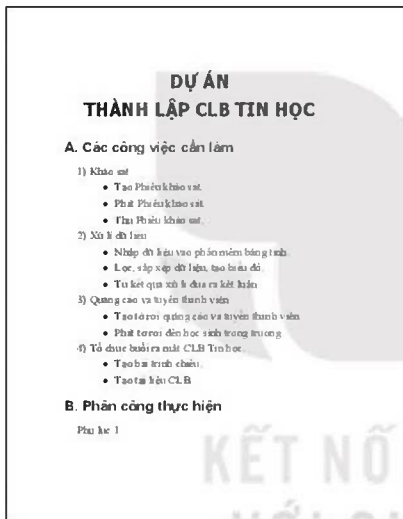 DỰ ÁN
THÀNH LẬP CLB TIN HỌC
A. Các công việc cần làm
1) Khảo sát
• Tạo Phiếu khảo sát.
• Phát Phiếu khảo sát.
• Thu Phiếu khảo sát.
2) Xử lí dữ liệu
• Nhập dữ liệu vào phần mềm bảng tính.
• Lọc, sắp xếp dữ liệu, tạo biểu đồ.
• Từ kết quả xử lí đưa ra kết luận
3) Quảng cáo và tuyển thành viên
• Tạo tờ rơi quảng cáo và tuyển thành viên
• Phát tờ rơi đến học sinh trong trường
4) Tổ chức buổi ra mắt CLB Tin học.
• Tạo bài trình chiếu.
• Tạo tài liệu CLB
B. Phân công thực hiện
Phụ lục 1
KẾT NỐ